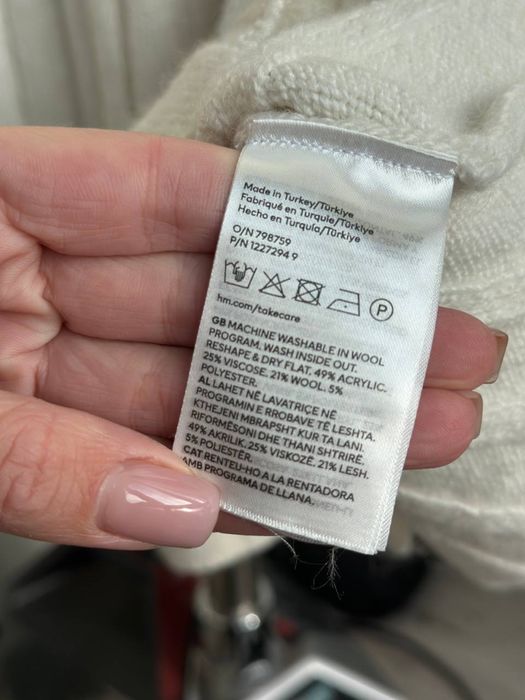 Made in Turkey/Türkiye
Fabriqué en Turquie/Türkiye
Hecho en Turquía/Türkiye
O/N 798759
P/N 1227294 9
P
hm.com/takecare
GB MACHINE WASHABLE IN WOOL
PROGRAM. WASH INSIDE OUT.
RESHAPE & DRY FLAT. 49% ACRYLIC.
25% VISCOSE. 21% WOOL. 5%
POLYESTER.
AL LAHET NË LAVATRIÇE NË
PROGRAMIN E RROBAVE TË LESHTA.
KTHEJENI MBRAPSHT KUR TA LANI.
RIFORMËSONI DHE THANI SHTRIRË.
49% AKRILIK. 25% VISKOZË. 21% LESH.
5% POLIESTËR.
CAT RENTEU-HO A LA RENTADORA
AMB PROGRAMA DE LLANA.